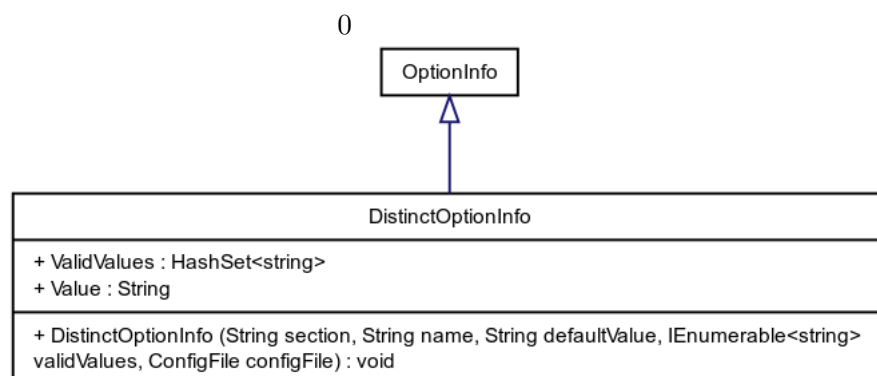 0
OptionInfo
DistinctOptionInfo
+ ValidValues : HashSet<string>
+ Value : String
+ DistinctOptionInfo (String section, String name, String defaultValue, IEnumerable<string>
validValues, ConfigFile configFile) : void